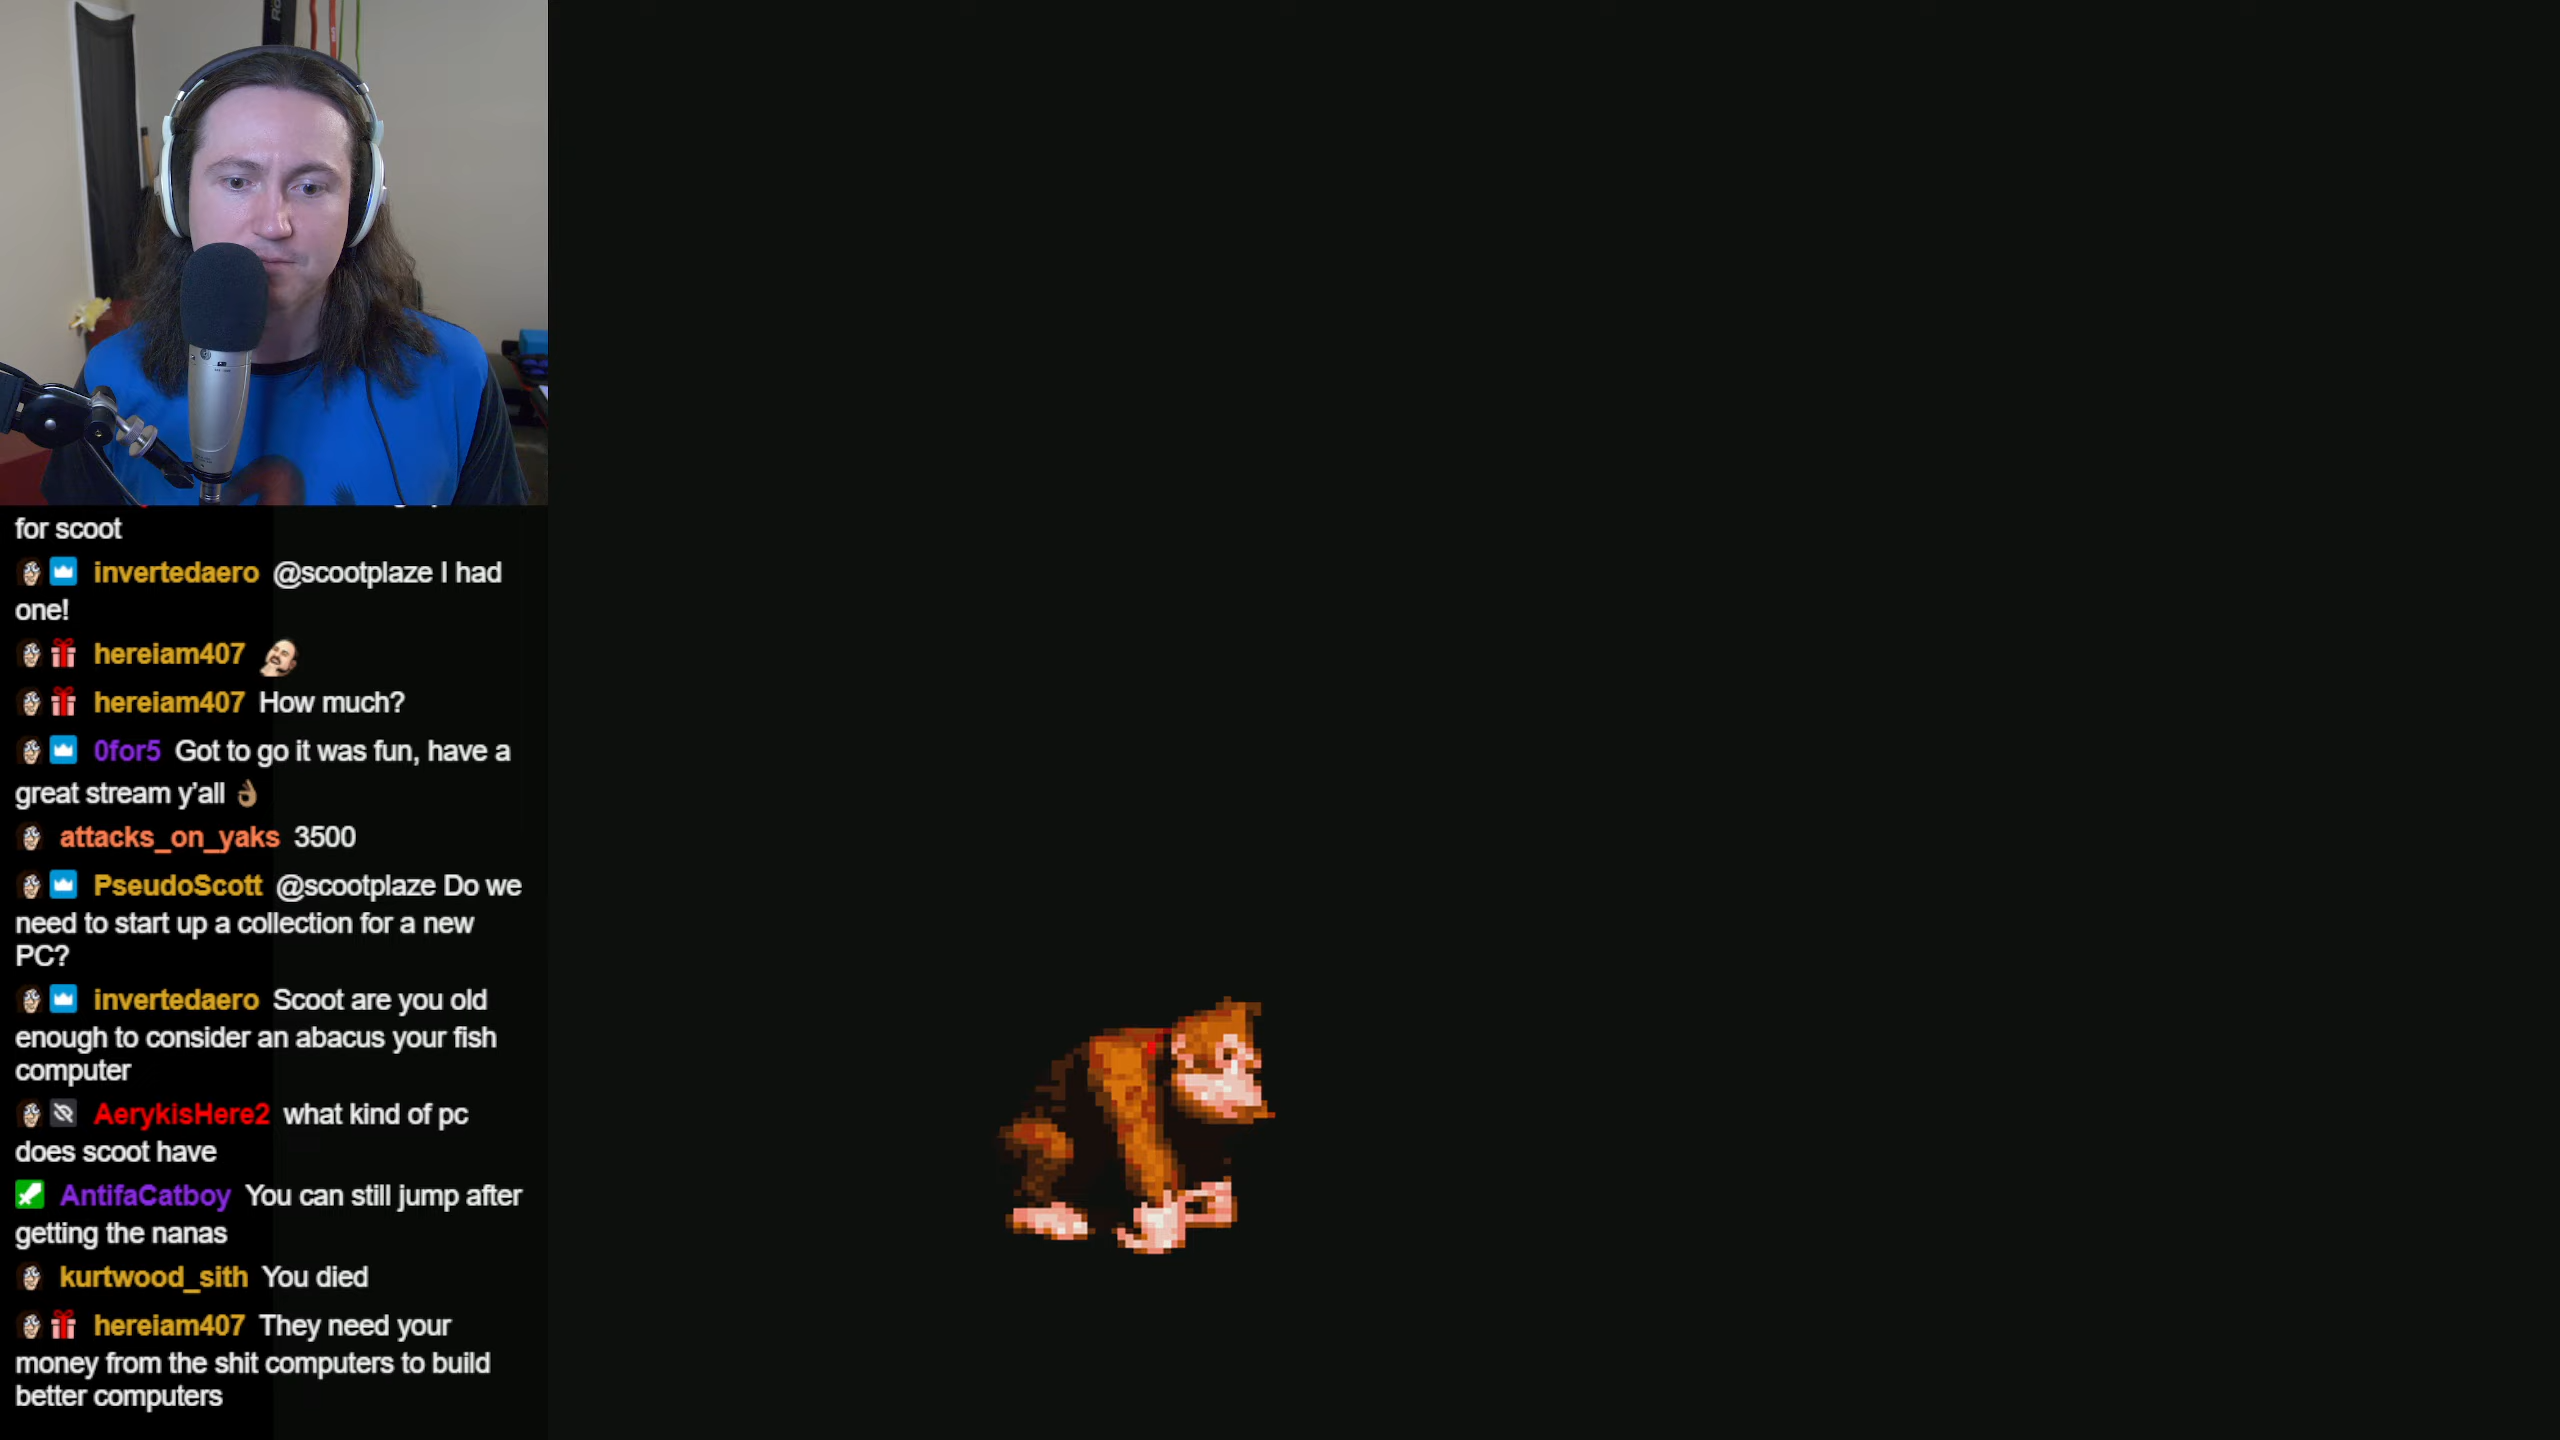 for scoot
invertedaero @scootplaze I had
one!
hereiam407
hereiam407 How much?
0for5 Got to go it was fun, have a
great stream y'all 👌🏽
attacks_on_yaks 3500
PseudoScott @scootplaze Do we
need to start up a collection for a new
PC?
invertedaero Scoot are you old
enough to consider an abacus your fish
computer
AerykisHere2 what kind of pc
does scoot have
AntifaCatboy You can still jump after
getting the nanas
kurtwood_sith You died
hereiam407 They need your
money from the shit computers to build
better computers